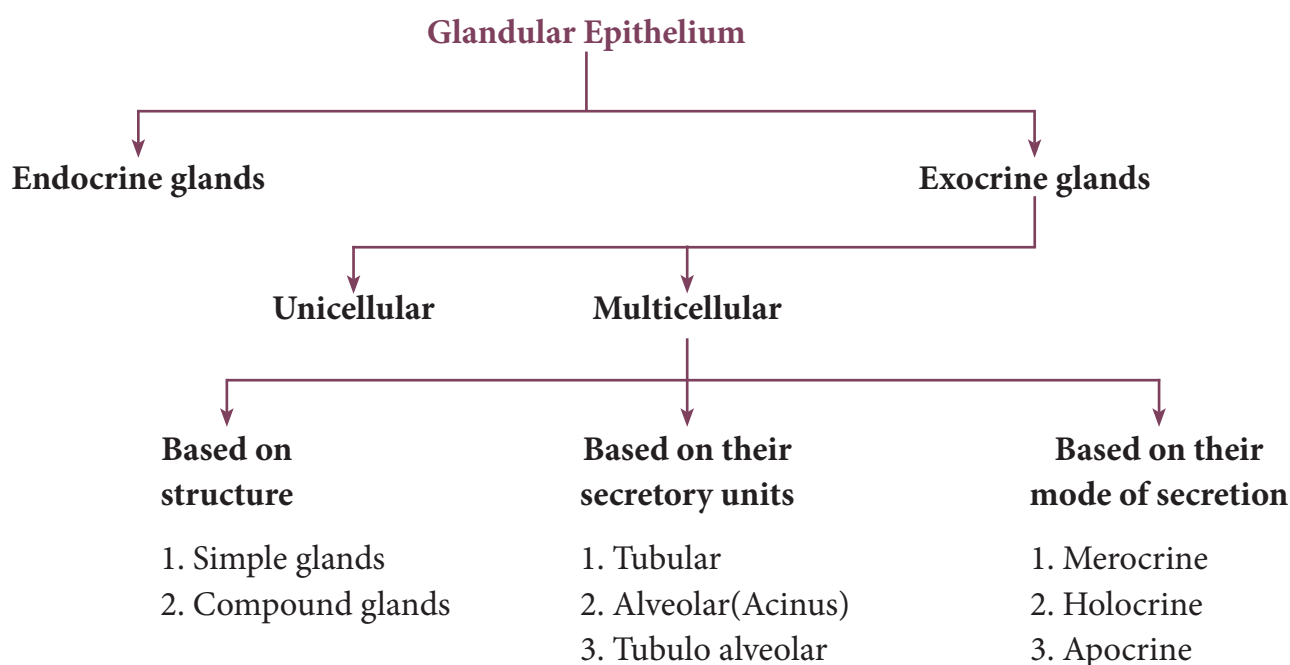 Glandular Epithelium
Endocrine glands
Exocrine glands
Unicellular
Multicellular
Based on
structure
1. Simple glands
2. Compound glands
Based on their
secretory units
1. Tubular
2. Alveolar(Acinus)
3. Tubulo alveolar
Based on their
mode of secretion
1. Merocrine
2. Holocrine
3. Apocrine